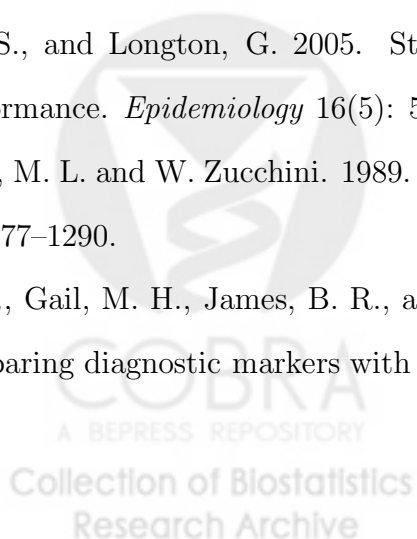 S., and Longton, G. 2005. St
ormance. Epidemiology 16(5): 5
, M. L. and W. Zucchini. 1989.
77–1290.
., Gail, M. H., James, B. R., a
paring diagnostic markers with
COBRA
A BEPRESS REPOSITORY
Collection of Biostatistics
Research Archive